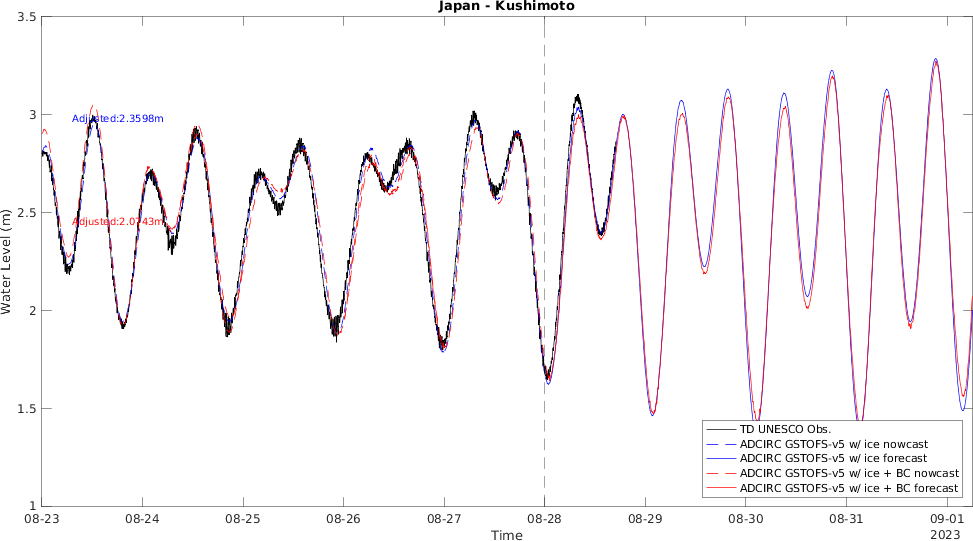 Japan - Kushimoto
3.5
3
2.5
2
1.5
1
Water Level (m)
Adjusted:2.3598m
Adjusted:2.0743m
TD UNESCO Obs.
ADCIRC GSTOFS-v5 w/ ice nowcast
ADCIRC GSTOFS-v5 w/ ice forecast
ADCIRC GSTOFS-v5 w/ ice + BC nowcast
ADCIRC GSTOFS-v5 w/ ice + BC forecast
08-23 08-24 08-25 08-26 08-27 08-28 08-29 08-30 08-31 09-01
2023
Time